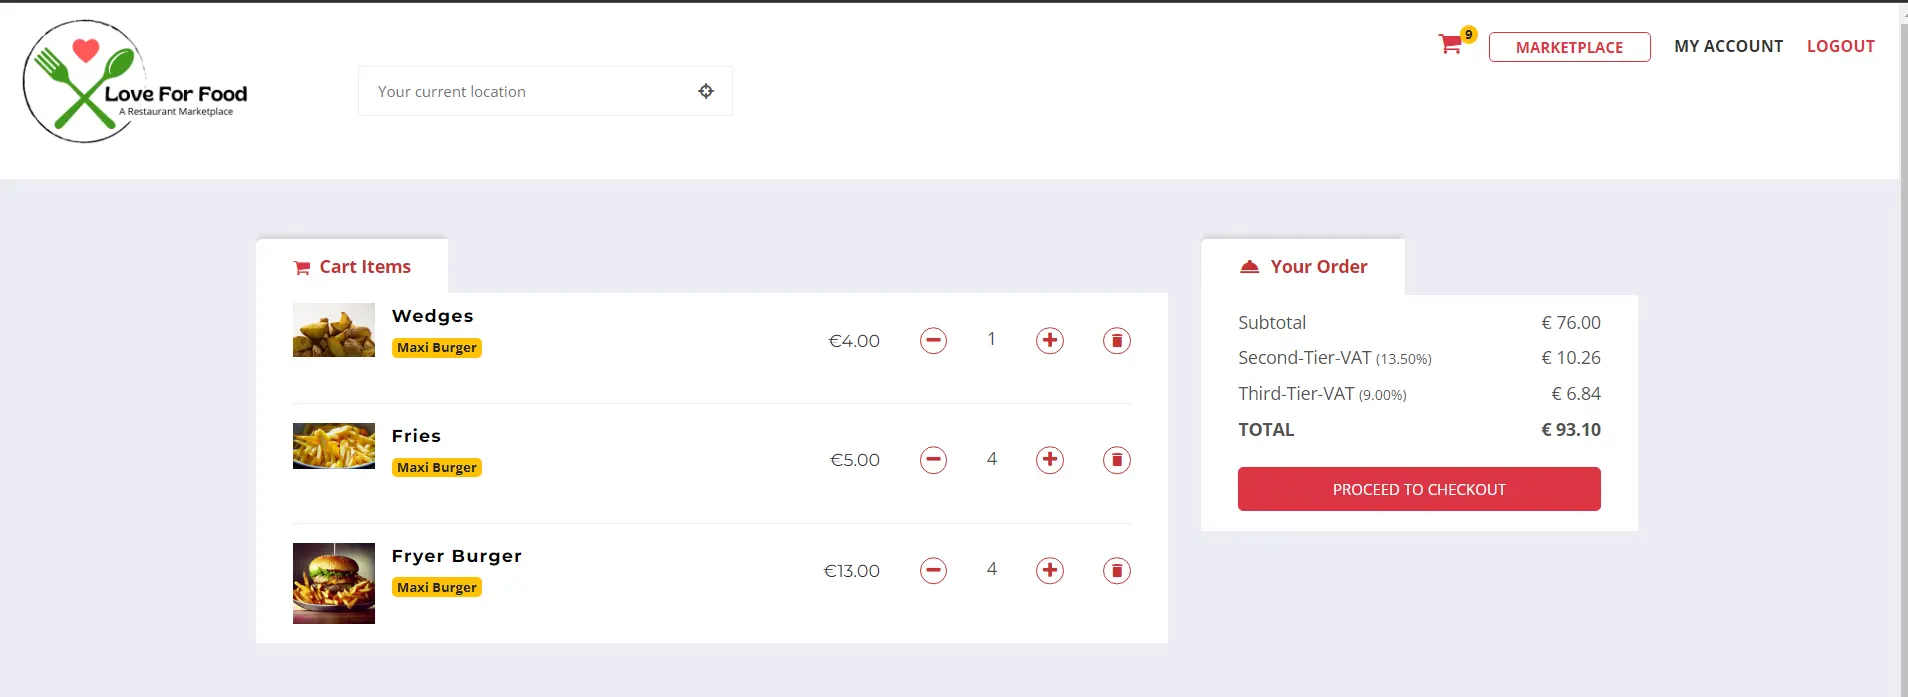 Love For Food
A Restaurant Marketplace
Your current location
9
MARKETPLACE
MY ACCOUNT
LOGOUT
Cart Items
Wedges
Maxi Burger
€4.00
1
Fries
Maxi Burger
€5.00
4
Fryer Burger
Maxi Burger
€13.00
4
Your Order
Subtotal € 76.00
Second-Tier-VAT (13.50%) € 10.26
Third-Tier-VAT (9.00%) € 6.84
TOTAL € 93.10
PROCEED TO CHECKOUT